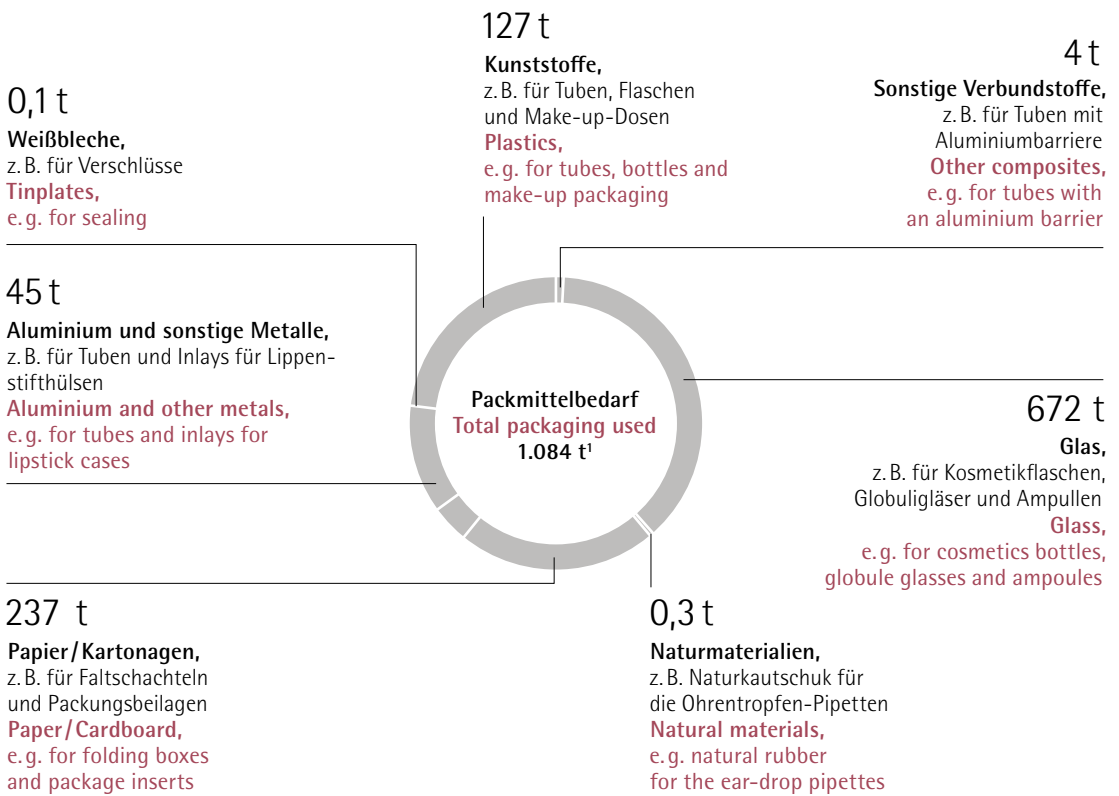 127 t
Kunststoffe,
z. B. für Tuben, Flaschen
und Make-up-Dosen
Plastics,
e. g. for tubes, bottles and
make-up packaging
4 t
Sonstige Verbundstoffe,
z. B. für Tuben mit
Aluminiumbarriere
Other composites,
e. g. for tubes with
an aluminium barrier
0,1 t
Weißbleche,
z. B. für Verschlüsse
Tinplates,
e. g. for sealing
45 t
Aluminium und sonstige Metalle,
z. B. für Tuben und Inlays für Lippen-
stifthülsen
Aluminium and other metals,
e. g. for tubes and inlays for
lipstick cases
Packmittelbedarf
Total packaging used
1.084 t¹
672 t
Glas,
z. B. für Kosmetikflaschen,
Globuligläser und Ampullen
Glass,
e. g. for cosmetics bottles,
globule glasses and ampoules
237 t
Papier/Kartonagen,
z. B. für Faltschachteln
und Packungsbeilagen
Paper/Cardboard,
e. g. for folding boxes
and package inserts
0,3 t
Naturmaterialien,
z. B. Naturkautschuk für
die Ohrentropfen-Pipetten
Natural materials,
e. g. natural rubber
for the ear-drop pipettes